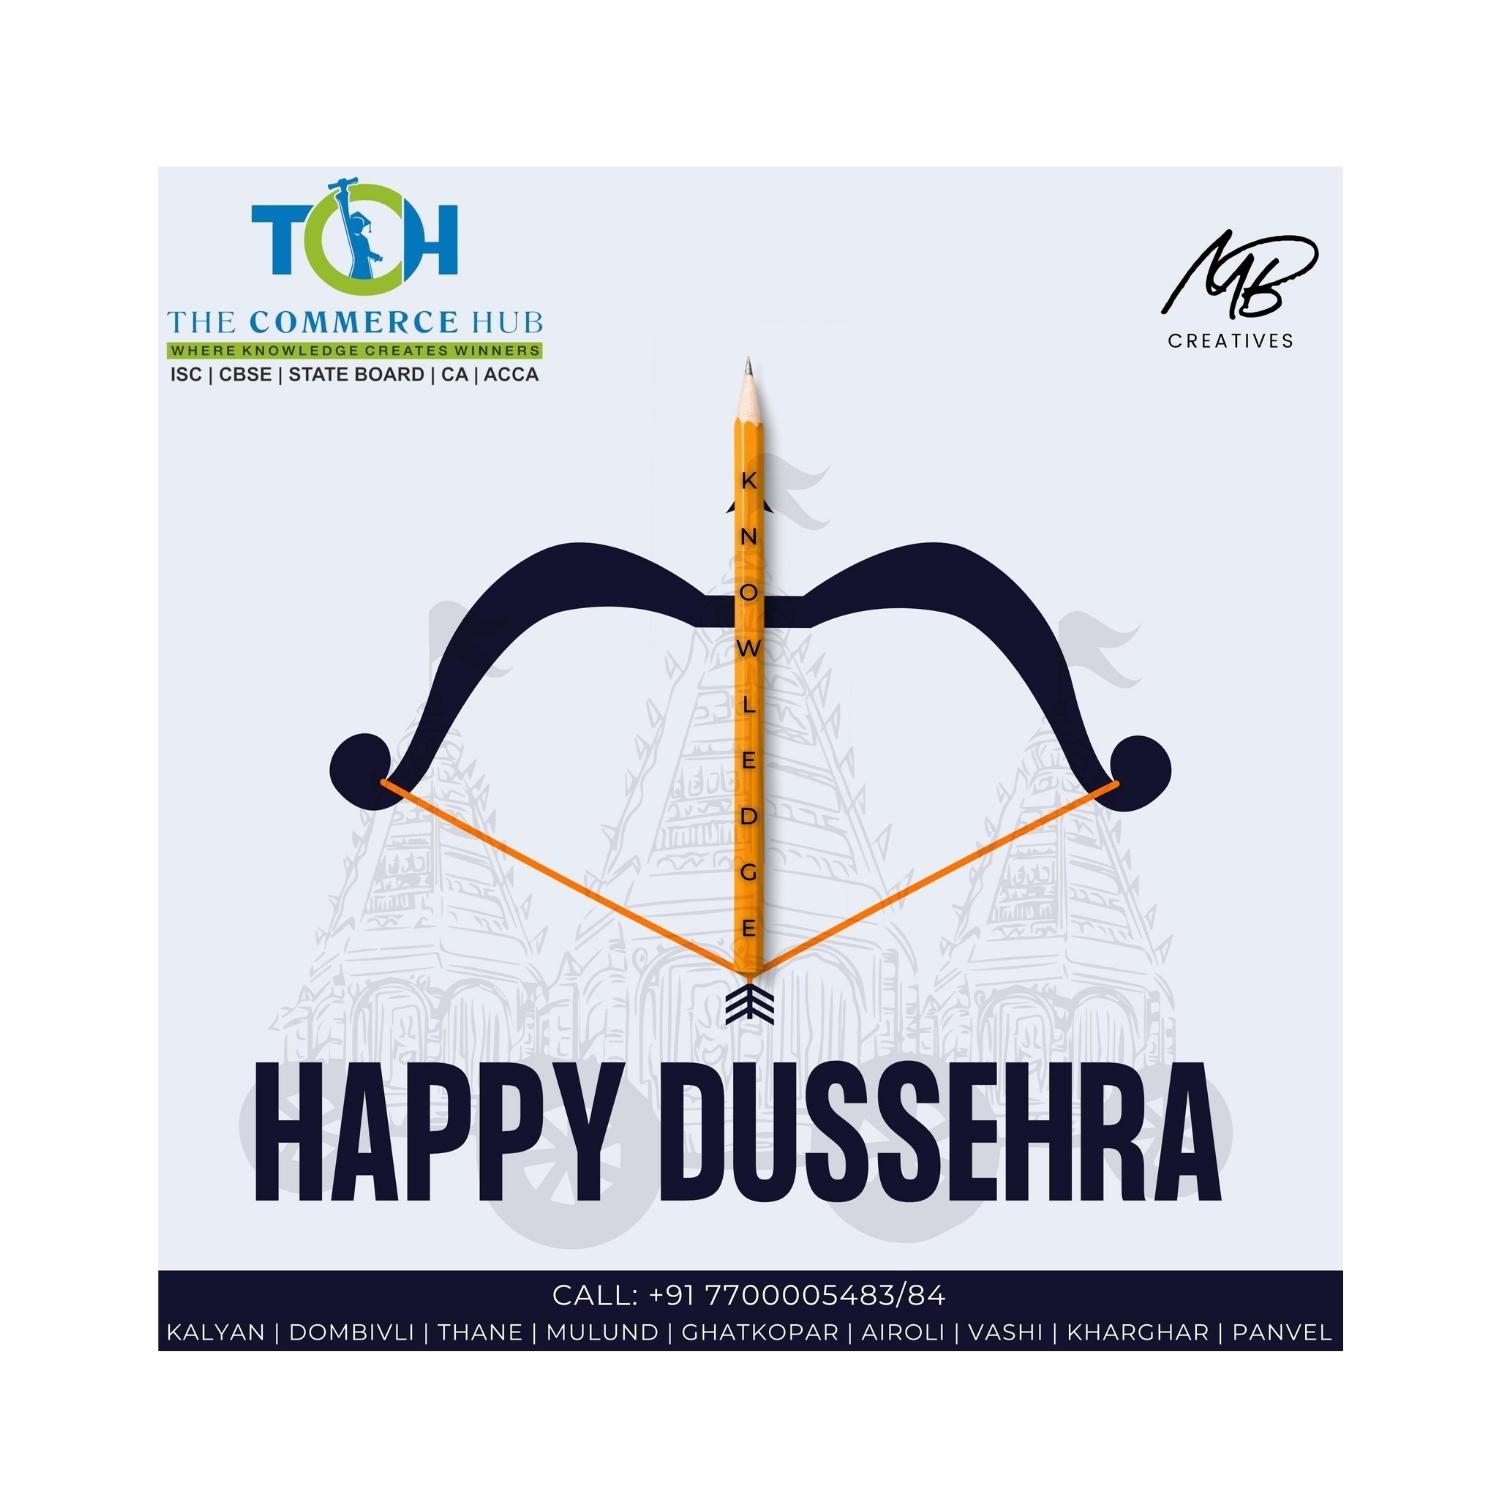 TCH
THE COMMERCE HUB
WHERE KNOWLEDGE CREATES WINNERS
ISC | CBSE | STATE BOARD | CA | ACCA
MB
CREATIVES
KNOWLEDGE
HAPPY DUSSEHRA
CALL: +91 7700005483/84
KALYAN | DOMBIVLI | THANE | MULUND | GHATKOPAR | AIROLI | VASHI | KHARGHAR | PANVEL